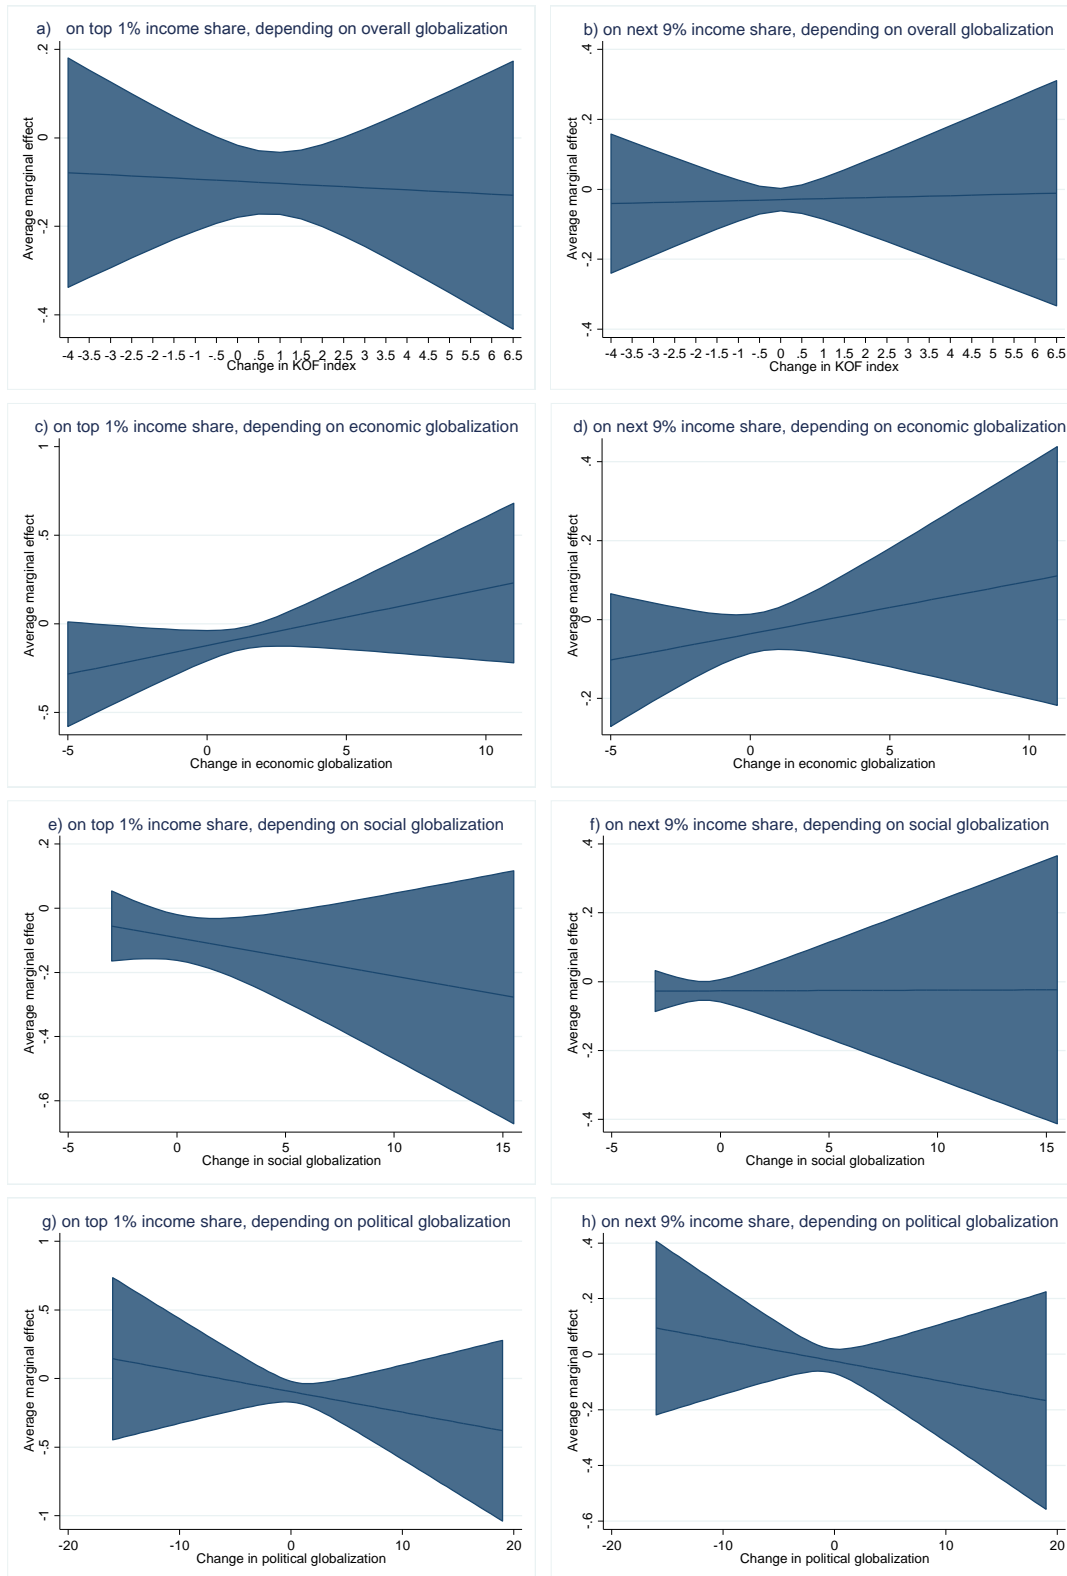 a) on top 1% income share, depending on overall globalization
Average marginal effect
.2
0
-.2
-.4
-4 -3.5 -3 -2.5 -2 -1.5 -1 -.5 0 .5 1 1.5 2 2.5 3 3.5 4 4.5 5 5.5 6 6.5
Change in KOF index
b) on next 9% income share, depending on overall globalization
Average marginal effect
.4
.2
0
-.2
-.4
-4 -3.5 -3 -2.5 -2 -1.5 -1 -.5 0 .5 1 1.5 2 2.5 3 3.5 4 4.5 5 5.5 6 6.5
Change in KOF index
c) on top 1% income share, depending on economic globalization
Average marginal effect
1
.5
0
-.5
-5 0 5 10
Change in economic globalization
d) on next 9% income share, depending on economic globalization
Average marginal effect
.4
.2
0
-.2
-5 0 5 10
Change in economic globalization
e) on top 1% income share, depending on social globalization
Average marginal effect
.2
0
-.2
-.4
-.6
-5 0 5 10 15
Change in social globalization
f) on next 9% income share, depending on social globalization
Average marginal effect
.4
.2
0
-.2
-.4
-5 0 5 10 15
Change in social globalization
g) on top 1% income share, depending on political globalization
Average marginal effect
1
.5
0
-.5
-1
-20 -10 0 10 20
Change in political globalization
h) on next 9% income share, depending on political globalization
Average marginal effect
.4
.2
0
-.2
-.4
-.6
-20 -10 0 10 20
Change in political globalization